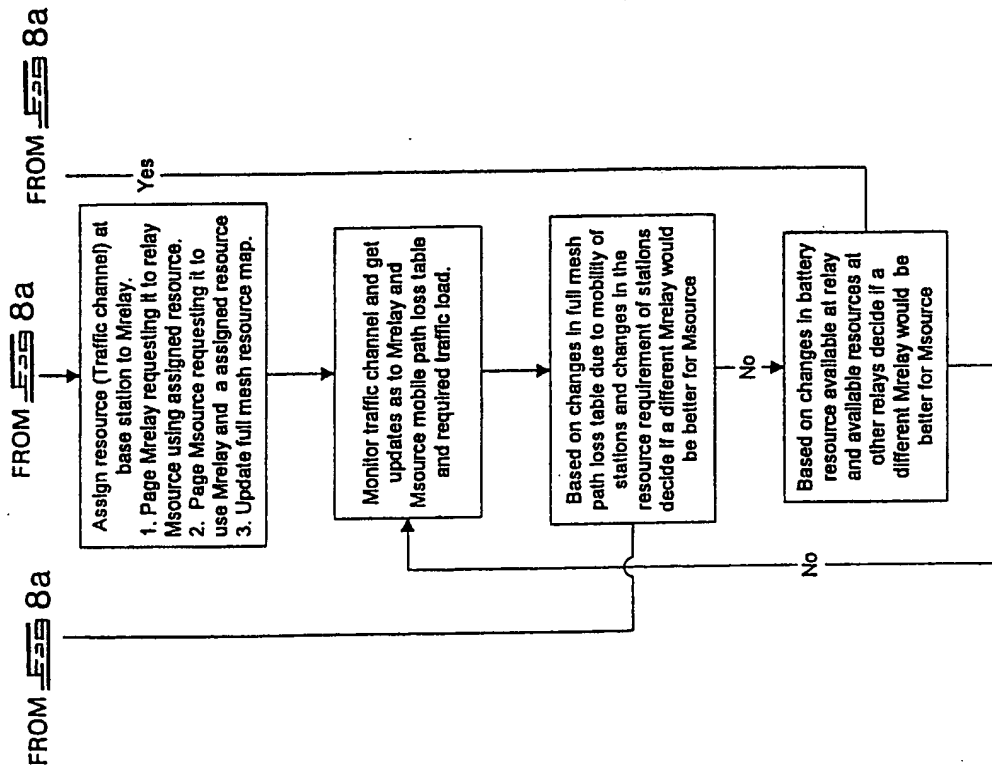 FROM Fig 8a
FROM Fig 8a
FROM Fig 8a
Assign resource (Traffic channel) at
base station to Mrelay.
1. Page Mrelay requesting it to relay
Msource using assigned resource.
2. Page Msource requesting it to
use Mrelay and a assigned resource
3. Update full mesh resource map.
Yes
Monitor traffic channel and get
updates as to Mrelay and
Msource mobile path loss table
and required traffic load.
Based on changes in full mesh
path loss table due to mobility of
stations and changes in the
resource requirement of stations
decide if a different Mrelay would
be better for Msource
No
Based on changes in battery
resource available at relay
and available resources at
other relays decide if a
different Mrelay would be
better for Msource
No